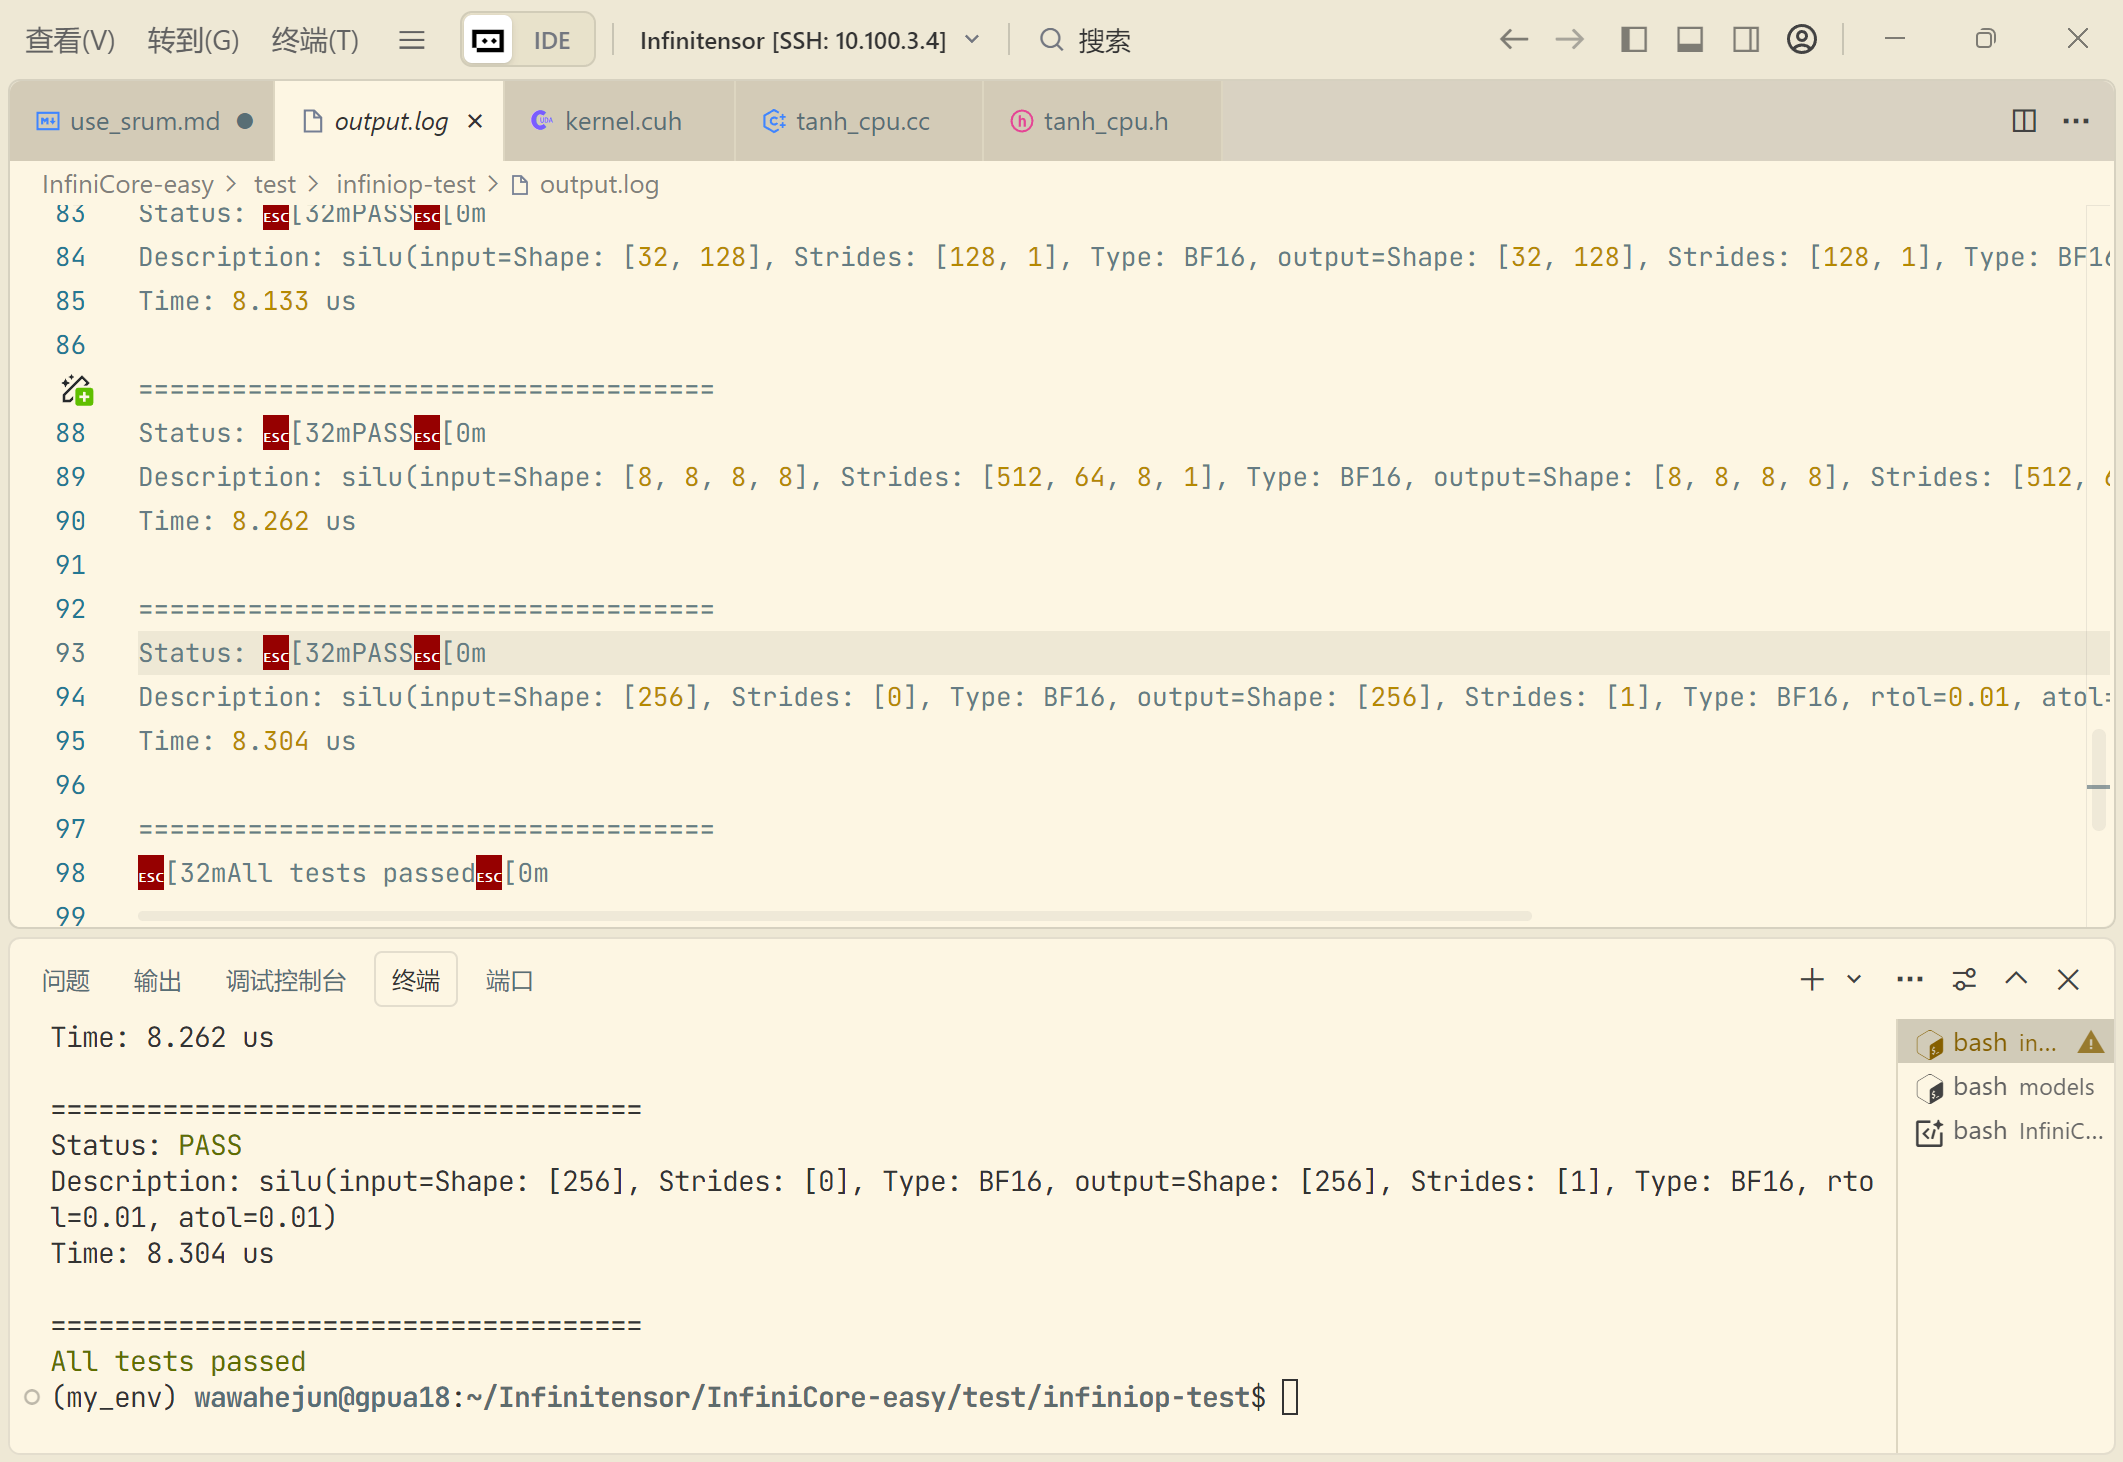 查看(V) 转到(G) 终端(T) IDE Infinitensor [SSH: 10.100.3.4] 搜索
use_srum.md output.log kernel.cuh tanh_cpu.cc tanh_cpu.h
InfiniCore-easy > test > infiniop-test > output.log
83 Status: ESC[32mPASSESC[0m
84 Description: silu(input=Shape: [32, 128], Strides: [128, 1], Type: BF16, output=Shape: [32, 128], Strides: [128, 1], Type: BF16
85 Time: 8.133 us
86
=====================================
88 Status: ESC[32mPASSESC[0m
89 Description: silu(input=Shape: [8, 8, 8, 8], Strides: [512, 64, 8, 1], Type: BF16, output=Shape: [8, 8, 8, 8], Strides: [512, 6
90 Time: 8.262 us
91
92 =====================================
93 Status: ESC[32mPASSESC[0m
94 Description: silu(input=Shape: [256], Strides: [0], Type: BF16, output=Shape: [256], Strides: [1], Type: BF16, rtol=0.01, atol=
95 Time: 8.304 us
96
97 =====================================
98 ESC[32mAll tests passedESC[0m
99
问题 输出 调试控制台 终端 端口
Time: 8.262 us
=====================================
Status: PASS
Description: silu(input=Shape: [256], Strides: [0], Type: BF16, output=Shape: [256], Strides: [1], Type: BF16, rto
l=0.01, atol=0.01)
Time: 8.304 us
=====================================
All tests passed
(my_env) wawahejun@gpua18:~/Infinitensor/InfiniCore-easy/test/infiniop-test$
bash in...
bash models
bash InfiniC...